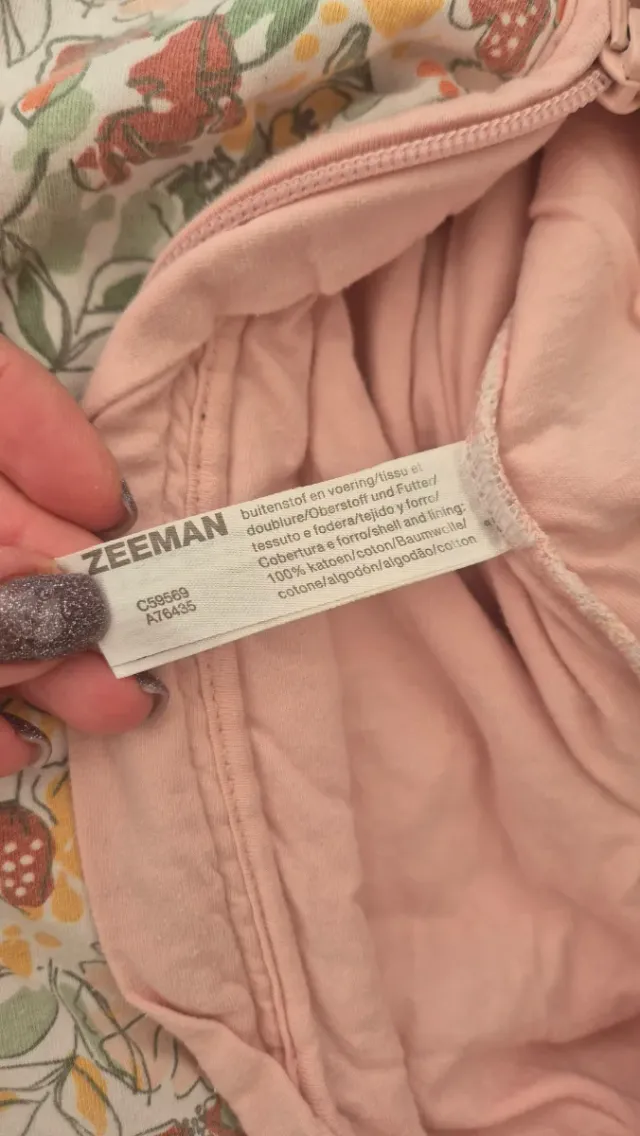 ZEEMAN
C59569
A76435
buitenstof en voering/tissu et
doublure/Oberstoff und Futter/
tessuto e fodera/tejido y forro/
Cobertura e forro/shell and lining:
100% katoen/coton/Baumwolle/
cotone/algodón/algodão/cotton